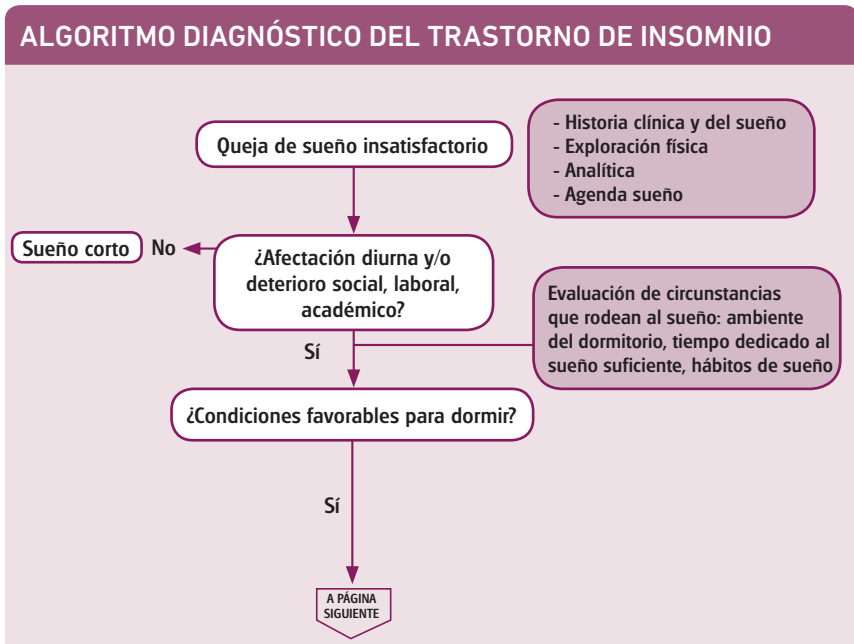 ALGORITMO DIAGNÓSTICO DEL TRASTORNO DE INSOMNIO
Queja de sueño insatisfactorio
- Historia clínica y del sueño
- Exploración física
- Analítica
- Agenda sueño
Sueño corto
No
¿Afectación diurna y/o
deterioro social, laboral,
académico?
Evaluación de circunstancias
que rodean al sueño: ambiente
del dormitorio, tiempo dedicado al
sueño suficiente, hábitos de sueño
Sí
¿Condiciones favorables para dormir?
Sí
A PÁGINA
SIGUIENTE